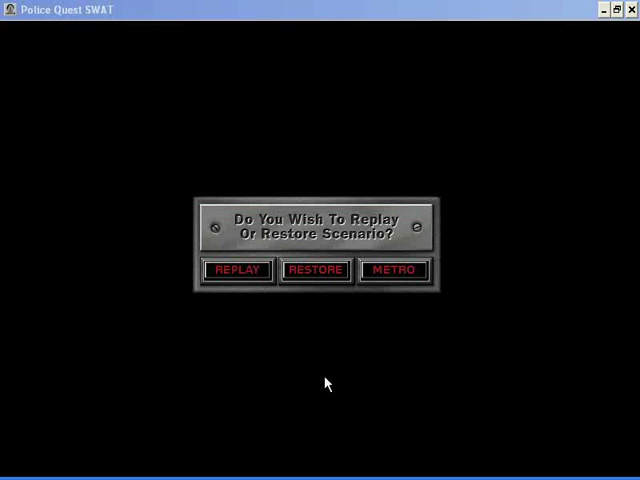 Police Quest SWAT
Do You Wish To Replay
Or Restore Scenario?
REPLAY RESTORE METRO